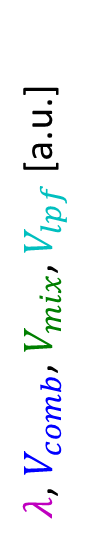 λ, V_comb, V_mix, V_lpf [a.u.]